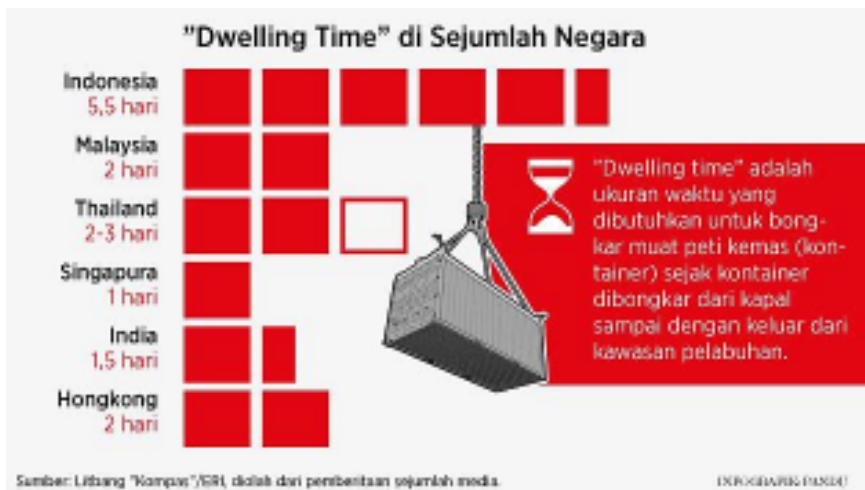 "Dwelling Time" di Sejumlah Negara
Indonesia
5,5 hari
Malaysia
2 hari
Thailand
2-3 hari
Singapura
1 hari
India
1,5 hari
Hongkong
2 hari
"Dwelling time" adalah
ukuran waktu yang
dibutuhkan untuk bong-
kar muat peti kemas (kon-
tainer) sejak kontainer
dibongkar dari kapal
sampai dengan keluar dari
kawasan pelabuhan.
Sumber: Litbang "Kompas"/ERI, diolah dari pemberitaan sejumlah media.
INFOGRAFIK PANDU